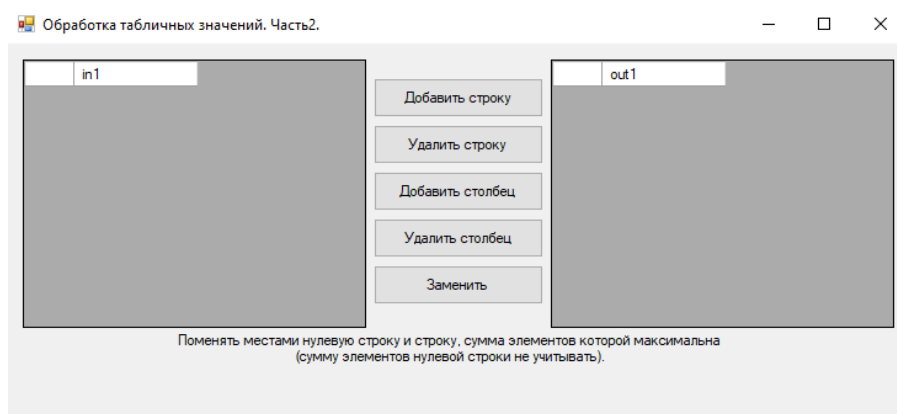 Обработка табличных значений. Часть2.
in1
out1
Добавить строку
Удалить строку
Добавить столбец
Удалить столбец
Заменить
Поменять местами нулевую строку и строку, сумма элементов которой максимальна
(сумму элементов нулевой строки не учитывать).